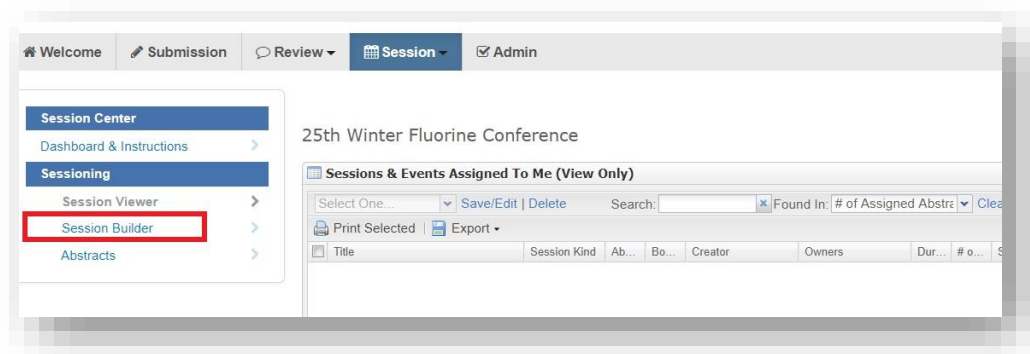 Welcome Submission Review Session Admin
Session Center
Dashboard & Instructions
Sessioning
Session Viewer
Session Builder
Abstracts
25th Winter Fluorine Conference
Sessions & Events Assigned To Me (View Only)
Select One... Save/Edit | Delete Search: Found In: # of Assigned Abstra Clea
Print Selected | Export
Title Session Kind Ab... Bo... Creator Owners Dur... # o... S